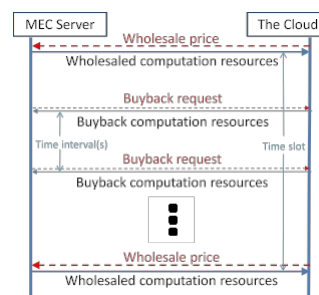 MEC Server
The Cloud
Wholesale price
Wholesaled computation resources
Buyback request
Buyback computation resources
Time interval(s)
Time slot
Buyback request
Buyback computation resources
Wholesale price
Wholesaled computation resources